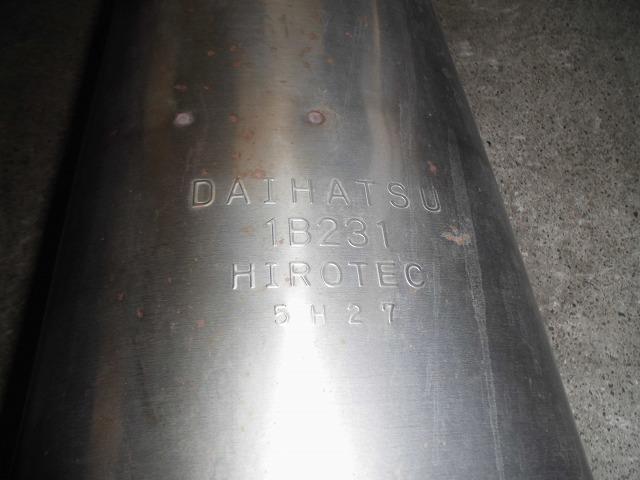 DAIHATSU
1B231
HIROTEC
5H27